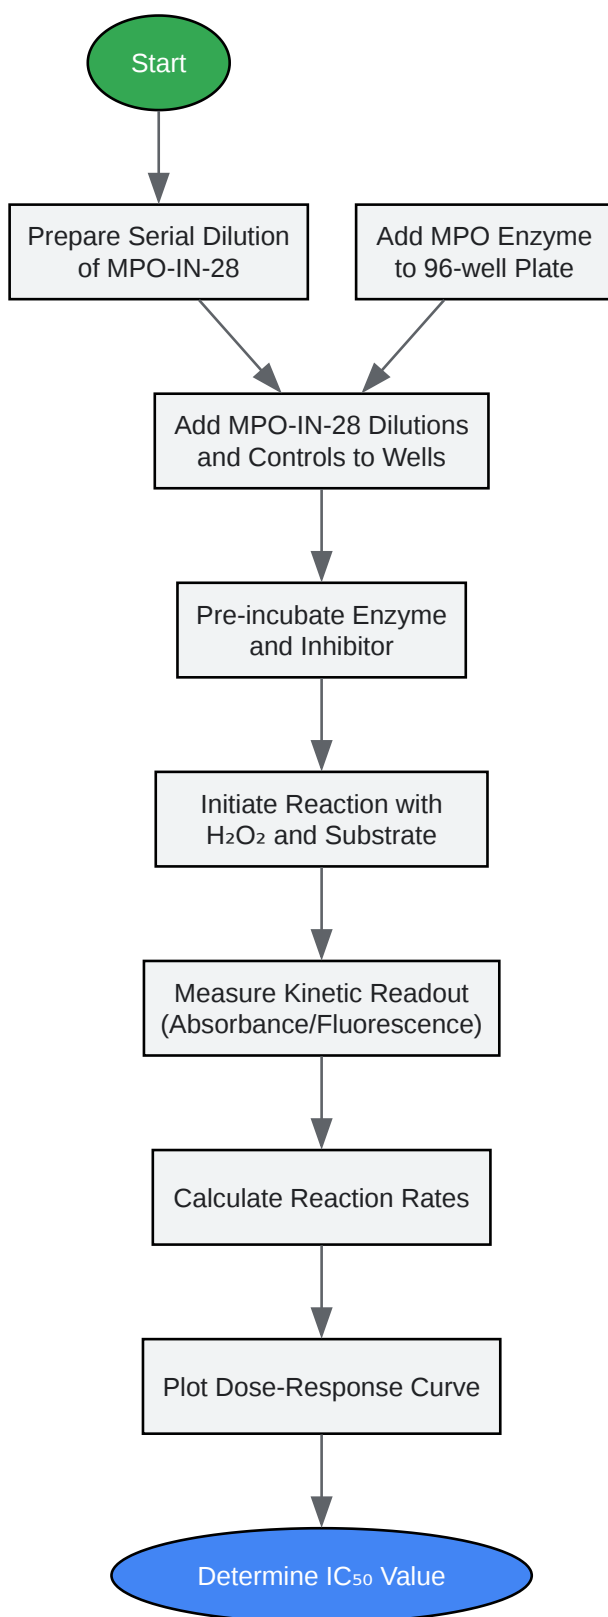 Start
Prepare Serial Dilution
of MPO-IN-28
Add MPO Enzyme
to 96-well Plate
Add MPO-IN-28 Dilutions
and Controls to Wells
Pre-incubate Enzyme
and Inhibitor
Initiate Reaction with
H₂O₂ and Substrate
Measure Kinetic Readout
(Absorbance/Fluorescence)
Calculate Reaction Rates
Plot Dose-Response Curve
Determine IC₅₀ Value